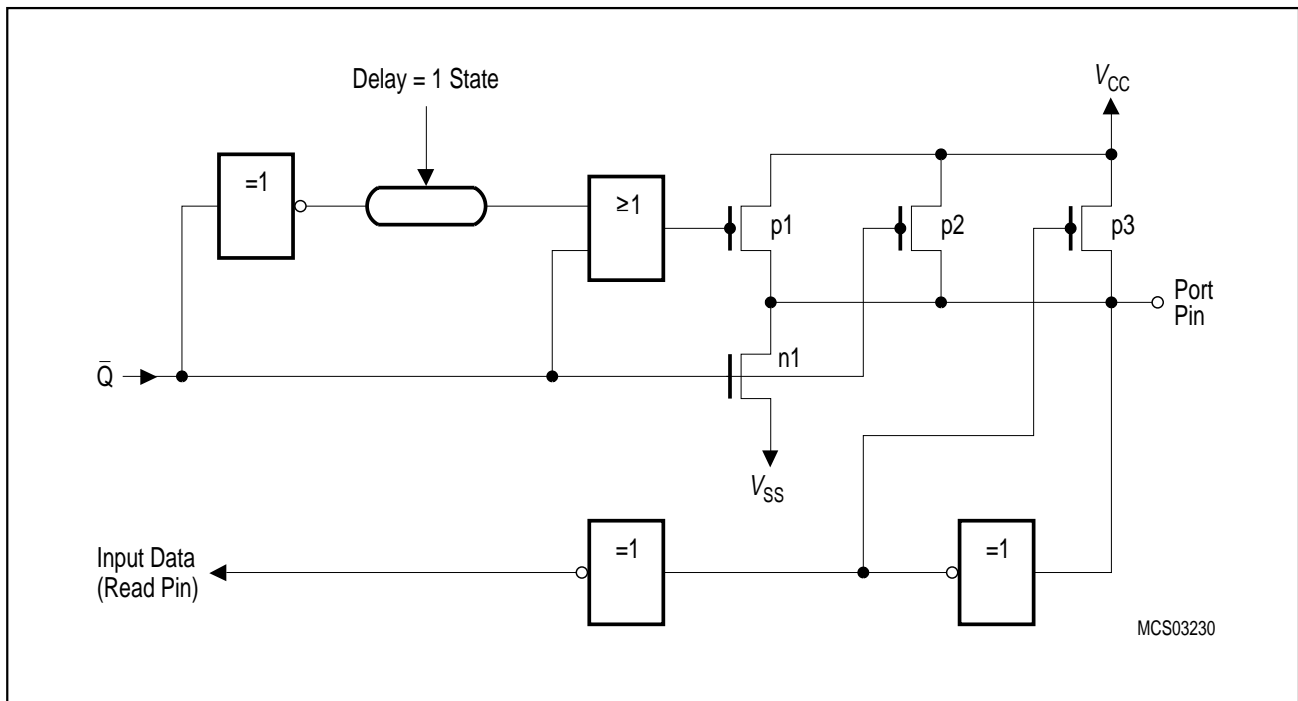 Delay = 1 State
V_CC
=1
≥1
p1
p2
p3
Port
Pin
Q̅
n1
V_SS
Input Data
(Read Pin)
=1
=1
MCS03230